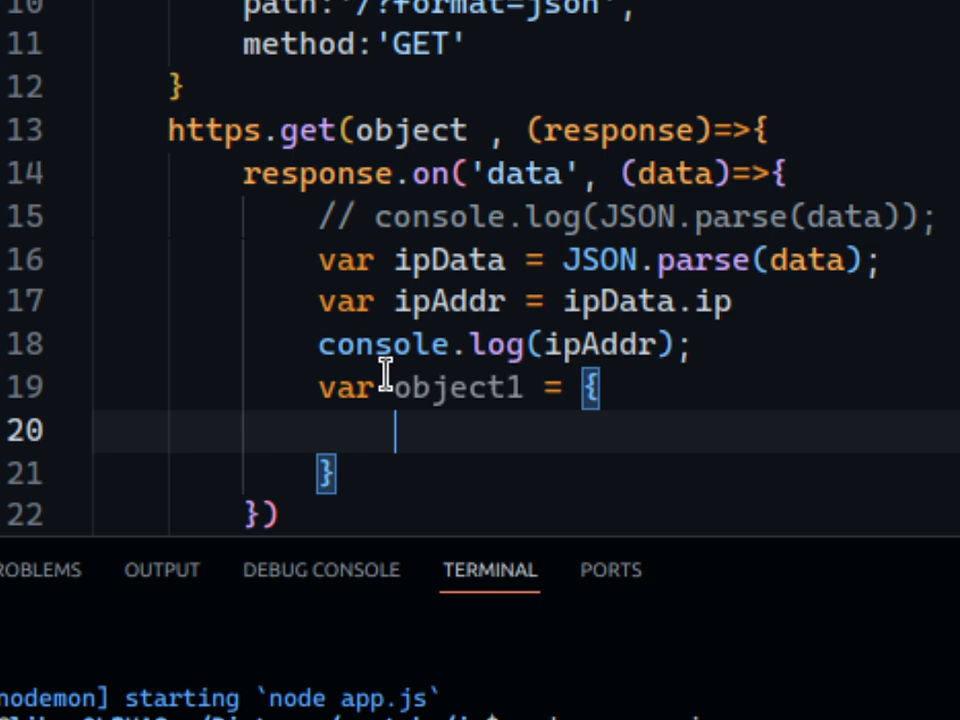 10 path:'/?format=json',
11 method:'GET'
12 }
13 https.get(object , (response)=>{
14 response.on('data', (data)=>{
15 // console.log(JSON.parse(data));
16 var ipData = JSON.parse(data);
17 var ipAddr = ipData.ip
18 console.log(ipAddr);
19 var object1 = {
20
21 }
22 })
ROBLEMS OUTPUT DEBUG CONSOLE TERMINAL PORTS
nodemon] starting `node app.js`